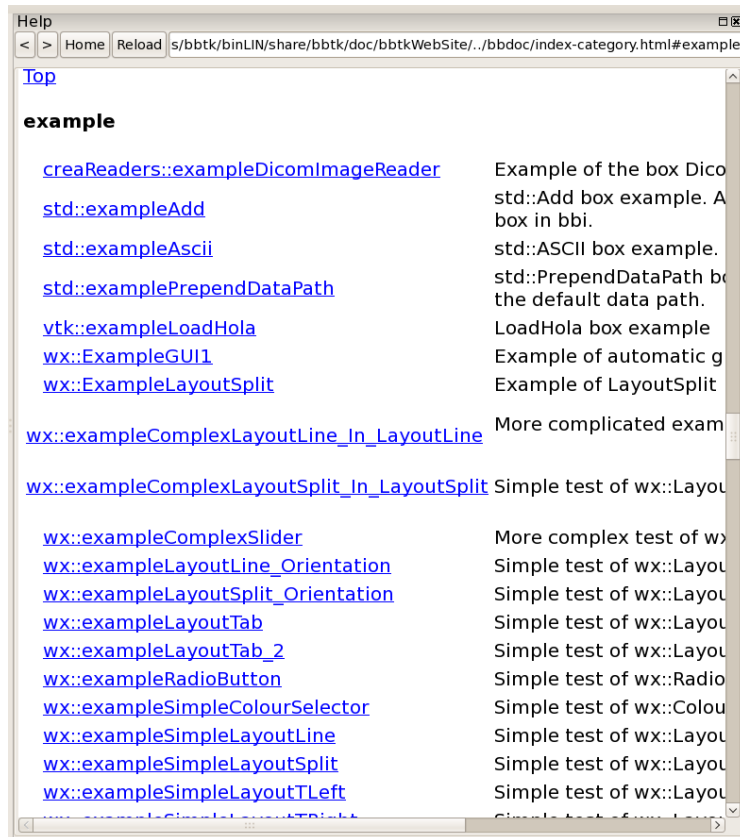 Help
< > Home Reload s/bbtk/binLIN/share/bbtk/doc/bbtkWebSite/../bbdoc/index-category.html#example
Top
example
creaReaders::exampleDicomImageReader Example of the box Dico
std::exampleAdd std::Add box example. A
box in bbi.
std::exampleAscii std::ASCII box example.
std::examplePrependDataPath std::PrependDataPath bo
the default data path.
vtk::exampleLoadHola LoadHola box example
wx::ExampleGUI1 Example of automatic g
wx::ExampleLayoutSplit Example of LayoutSplit
wx::exampleComplexLayoutLine_In_LayoutLine More complicated exam
wx::exampleComplexLayoutSplit_In_LayoutSplit Simple test of wx::Layou
wx::exampleComplexSlider More complex test of wx
wx::exampleLayoutLine_Orientation Simple test of wx::Layou
wx::exampleLayoutSplit_Orientation Simple test of wx::Layou
wx::exampleLayoutTab Simple test of wx::Layou
wx::exampleLayoutTab_2 Simple test of wx::Layou
wx::exampleRadioButton Simple test of wx::Radio
wx::exampleSimpleColourSelector Simple test of wx::Colou
wx::exampleSimpleLayoutLine Simple test of wx::Layou
wx::exampleSimpleLayoutSplit Simple test of wx::Layou
wx::exampleSimpleLayoutTLeft Simple test of wx::Layou
wx::exampleSimpleLayoutTRight Simple test of wx::Layou